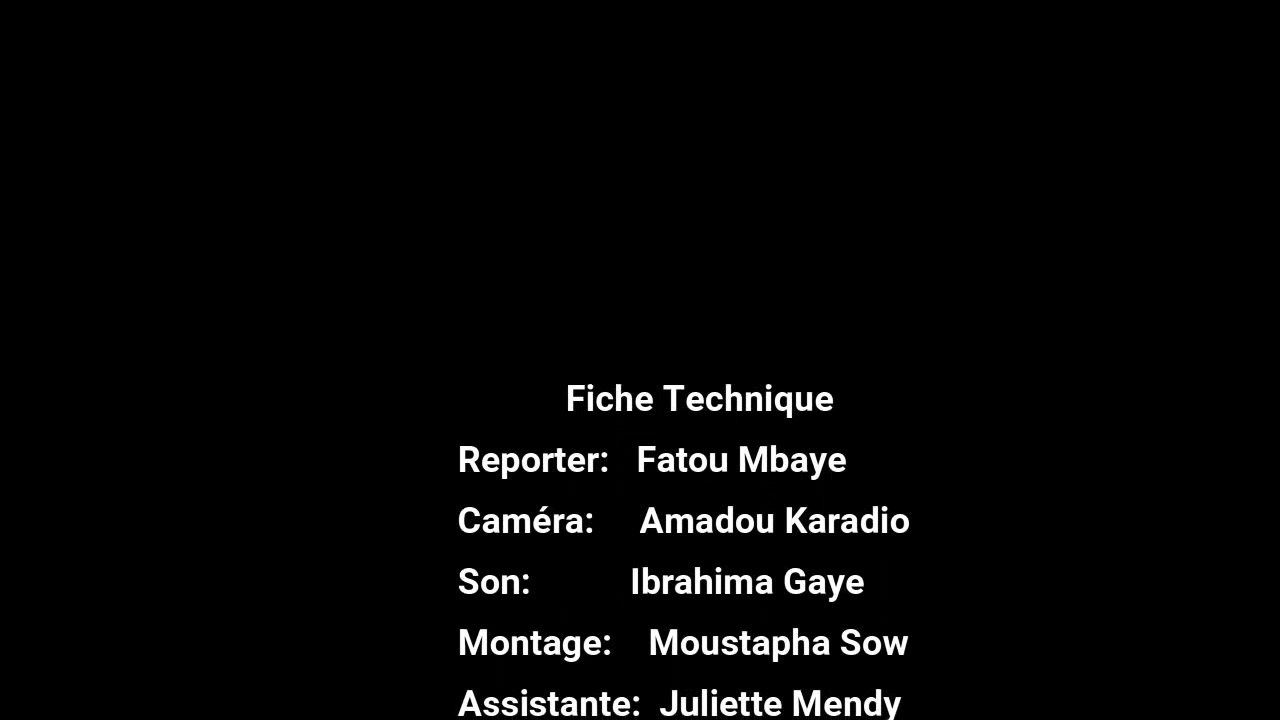 Fiche Technique
Reporter: Fatou Mbaye
Caméra: Amadou Karadio
Son: Ibrahima Gaye
Montage: Moustapha Sow
Assistante: Juliette Mendy